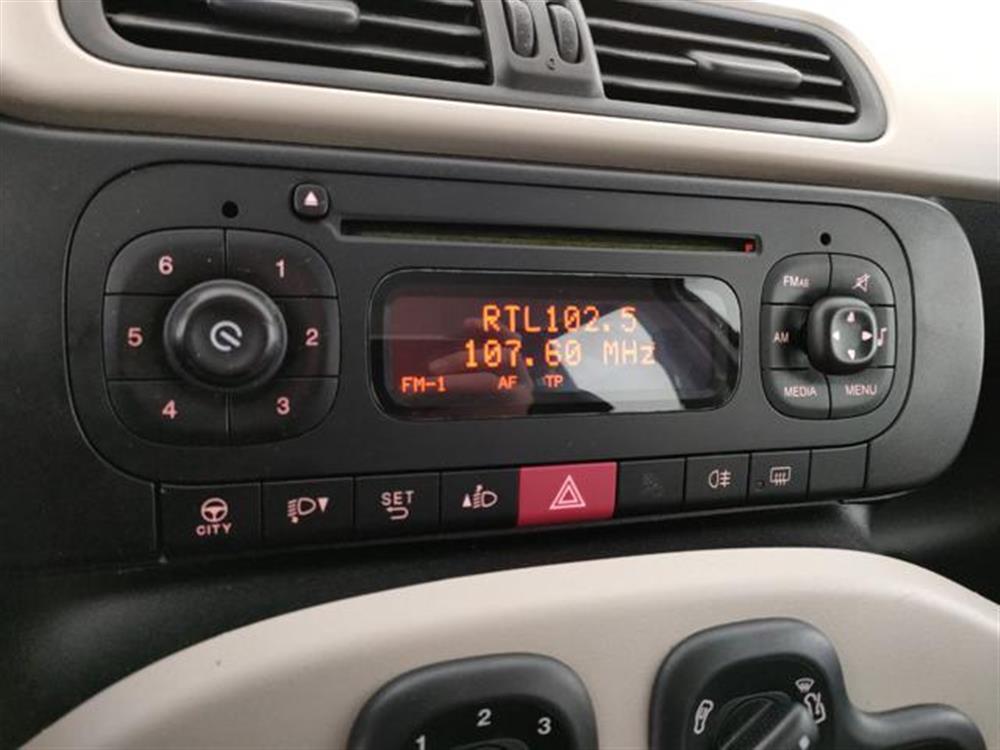 6 1
5 2
4 3
RTL102.5
107.60 MHz
FM-1 AF TP
FMAS
AM
MEDIA MENU
CITY
SET
1 2 3